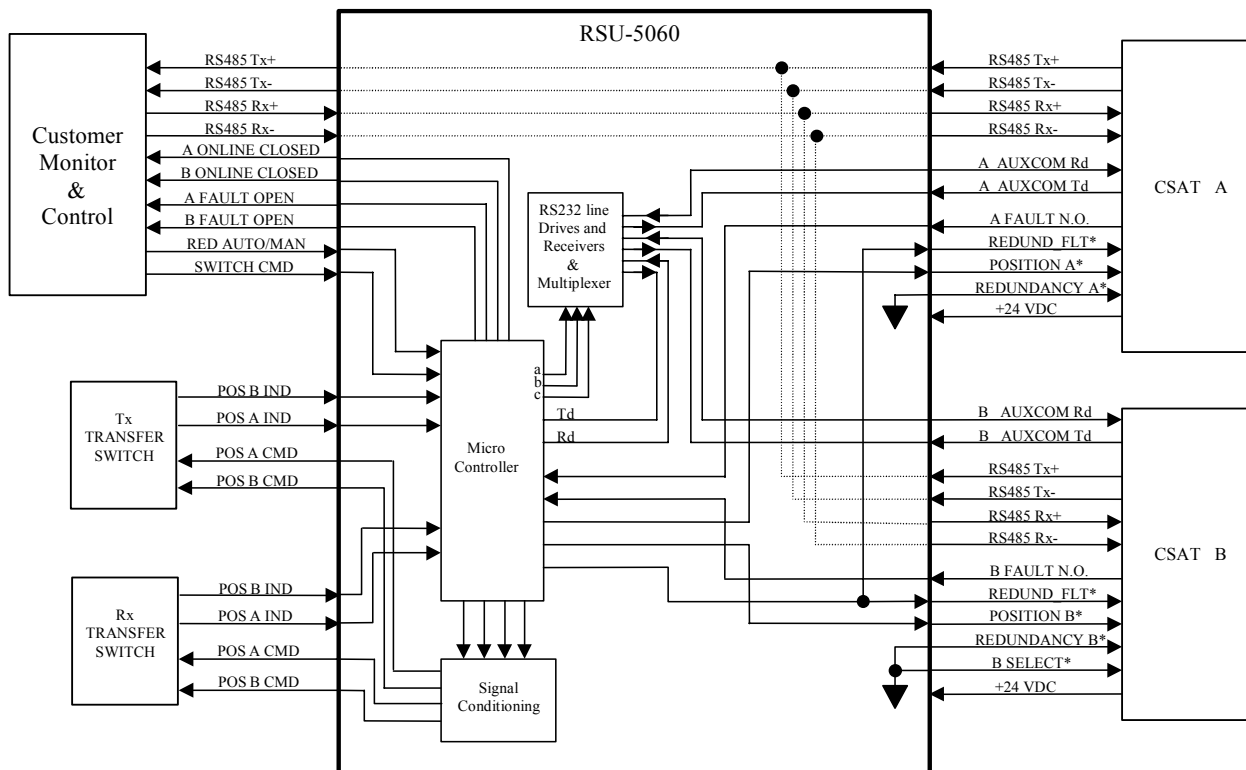 RSU-5060
Customer
Monitor
&
Control
RS485 Tx+
RS485 Tx-
RS485 Rx+
RS485 Rx-
A ONLINE CLOSED
B ONLINE CLOSED
A FAULT OPEN
B FAULT OPEN
RED AUTO/MAN
SWITCH CMD
RS232 line
Drives and
Receivers
&
Multiplexer
RS485 Tx+
RS485 Tx-
RS485 Rx+
RS485 Rx-
A AUXCOM Rd
A AUXCOM Td
A FAULT N.O.
REDUND_FLT*
POSITION A*
REDUNDANCY A*
+24 VDC
CSAT A
Tx
TRANSFER
SWITCH
POS B IND
POS A IND
POS A CMD
POS B CMD
a
b
c
Td
Rd
Micro
Controller
B AUXCOM Rd
B AUXCOM Td
RS485 Tx+
RS485 Tx-
RS485 Rx+
RS485 Rx-
B FAULT N.O.
REDUND_FLT*
POSITION B*
REDUNDANCY B*
B SELECT*
+24 VDC
CSAT B
Rx
TRANSFER
SWITCH
POS B IND
POS A IND
POS A CMD
POS B CMD
Signal
Conditioning